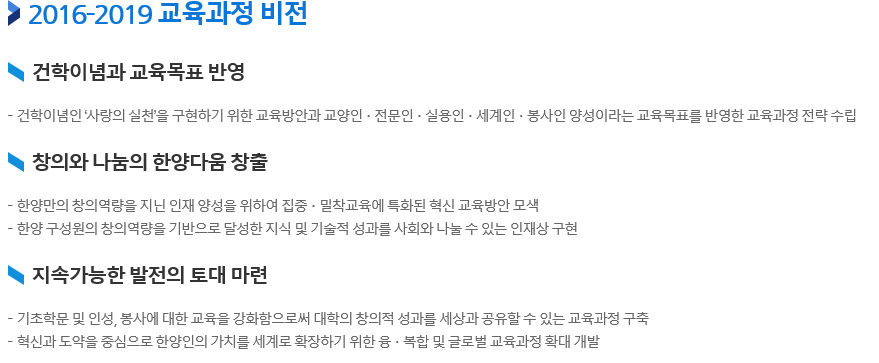 2016-2019 교육과정 비전
건학이념과 교육목표 반영
- 건학이념인 '사랑의 실천'을 구현하기 위한 교육방안과 교양인 · 전문인 · 실용인 · 세계인 · 봉사인 양성이라는 교육목표를 반영한 교육과정 전략 수립
창의와 나눔의 한양다움 창출
- 한양만의 창의역량을 지닌 인재 양성을 위하여 집중 · 밀착교육에 특화된 혁신 교육방안 모색
- 한양 구성원의 창의역량을 기반으로 달성한 지식 및 기술적 성과를 사회와 나눌 수 있는 인재상 구현
지속가능한 발전의 토대 마련
- 기초학문 및 인성, 봉사에 대한 교육을 강화함으로써 대학의 창의적 성과를 세상과 공유할 수 있는 교육과정 구축
- 혁신과 도약을 중심으로 한양인의 가치를 세계로 확장하기 위한 융 · 복합 및 글로벌 교육과정 확대 개발